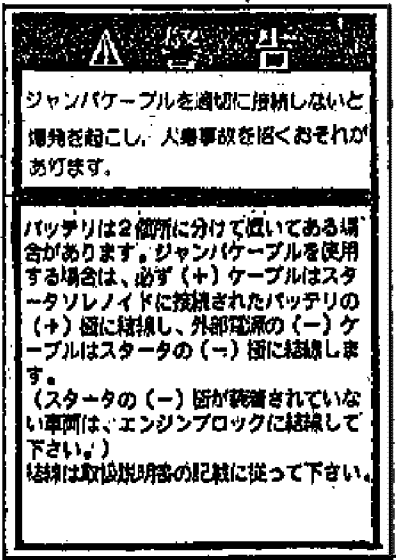 警告
ジャンパケーブルを適切に接続しないと
爆発を起こし、人身事故を招くおそれが
あります。
バッテリは2個所に分けて置いてある場
合があります。ジャンパケーブルを使用
する場合は、必ず(+)ケーブルはスタ
ータソレノイドに接続されたバッテリの
(+)極に結線し、外部電源の(-)ケ
ーブルはスタータの(-)極に結線しま
す。
(スタータの(-)極が装着されていな
い車両は、エンジンブロックに結線して
下さい。)
結線は取扱説明書の記載に従って下さい。